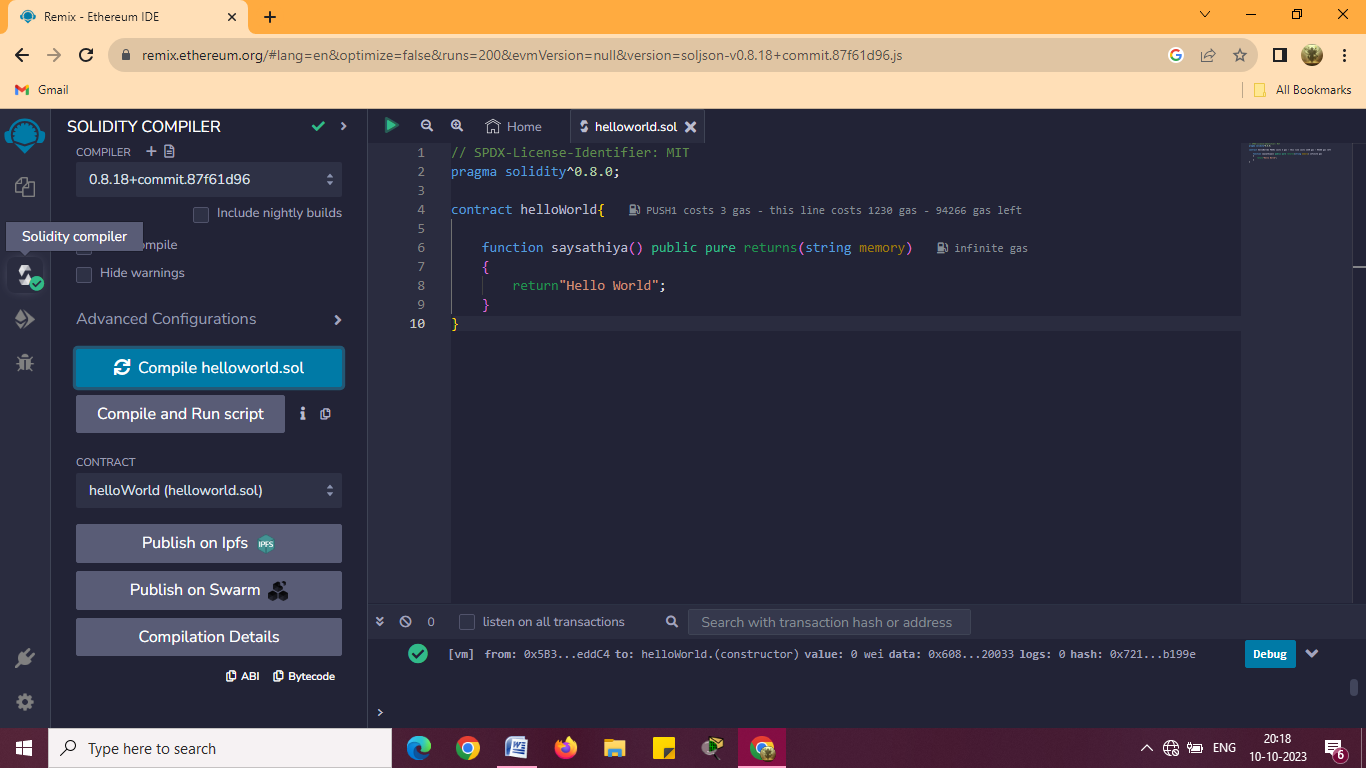 Remix - Ethereum IDE
remix.ethereum.org/#lang=en&optimize=false&runs=200&evmVersion=null&version=soljson-v0.8.18+commit.87f61d96.js
Gmail
All Bookmarks
SOLIDITY COMPILER
COMPILER
0.8.18+commit.87f61d96
Include nightly builds
Solidity compiler
mpile
Hide warnings
Advanced Configurations
Compile helloworld.sol
Compile and Run script
CONTRACT
helloWorld (helloworld.sol)
Publish on Ipfs IPFS
Publish on Swarm
Compilation Details
ABI Bytecode
Home helloworld.sol
1 // SPDX-License-Identifier: MIT
2 pragma solidity^0.8.0;
3
4 contract helloWorld{ PUSH1 costs 3 gas - this line costs 1230 gas - 94266 gas left
5
6 function saysathiya() public pure returns(string memory) infinite gas
7 {
8 return"Hello World";
9 }
10 }
0 listen on all transactions Search with transaction hash or address
[vm] from: 0x5B3...eddC4 to: helloWorld.(constructor) value: 0 wei data: 0x608...20033 logs: 0 hash: 0x721...b199e Debug
>
Type here to search
ENG
20:18
10-10-2023
6